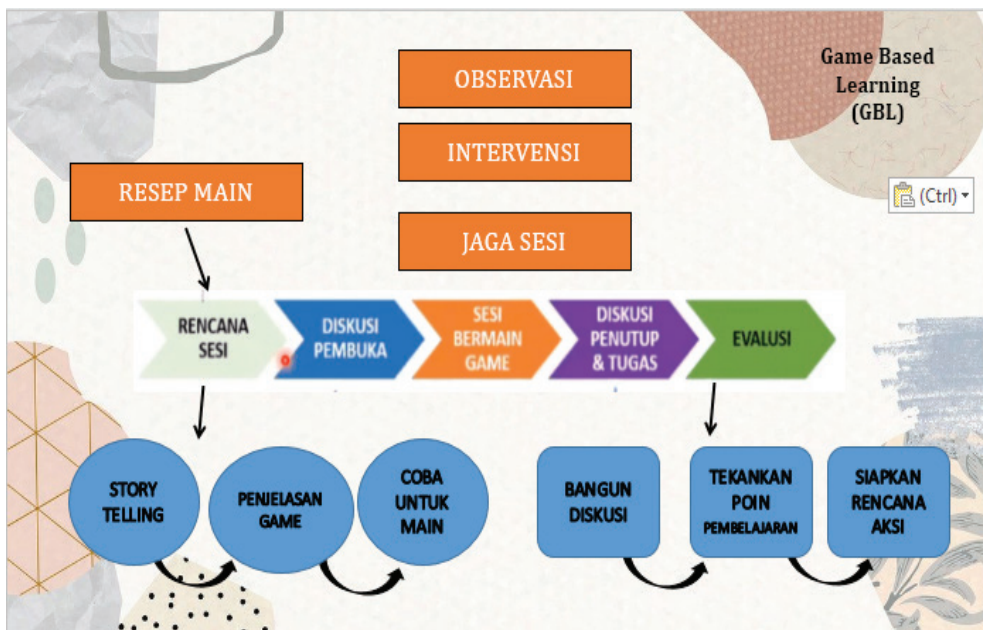 Game Based
Learning
(GBL)
OBSERVASI
INTERVENSI
RESEP MAIN
JAGA SESI
(Ctrl)
RENCANA
SESI
DISKUSI
PEMBUKA
SESI
BERMAIN
GAME
DISKUSI
PENUTUP
& TUGAS
EVALUSI
STORY
TELLING
PENJELASAN
GAME
COBA
UNTUK
MAIN
BANGUN
DISKUSI
TEKANKAN
POIN
PEMBELAJARAN
SIAPKAN
RENCANA
AKSI